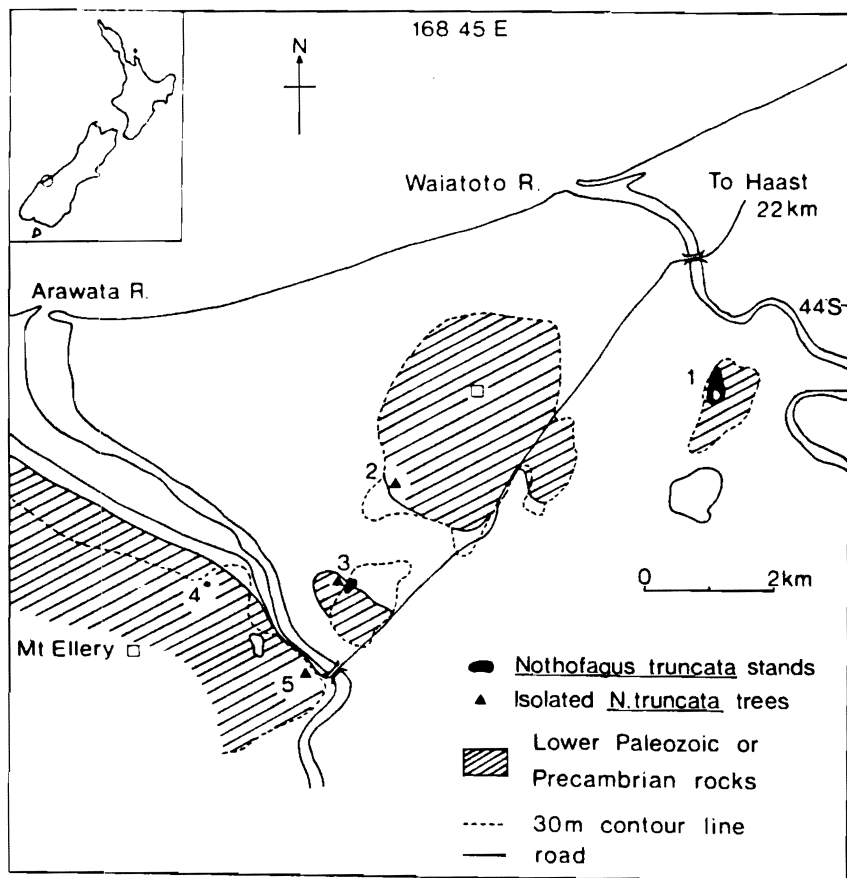 168 45 E
N
Waiatoto R.
To Haast
22 km
Arawata R.
44°S
1
2
3
0 2km
4
Mt Ellery
5
Nothofagus truncata stands
Isolated N. truncata trees
Lower Paleozoic or
Precambrian rocks
30m contour line
road